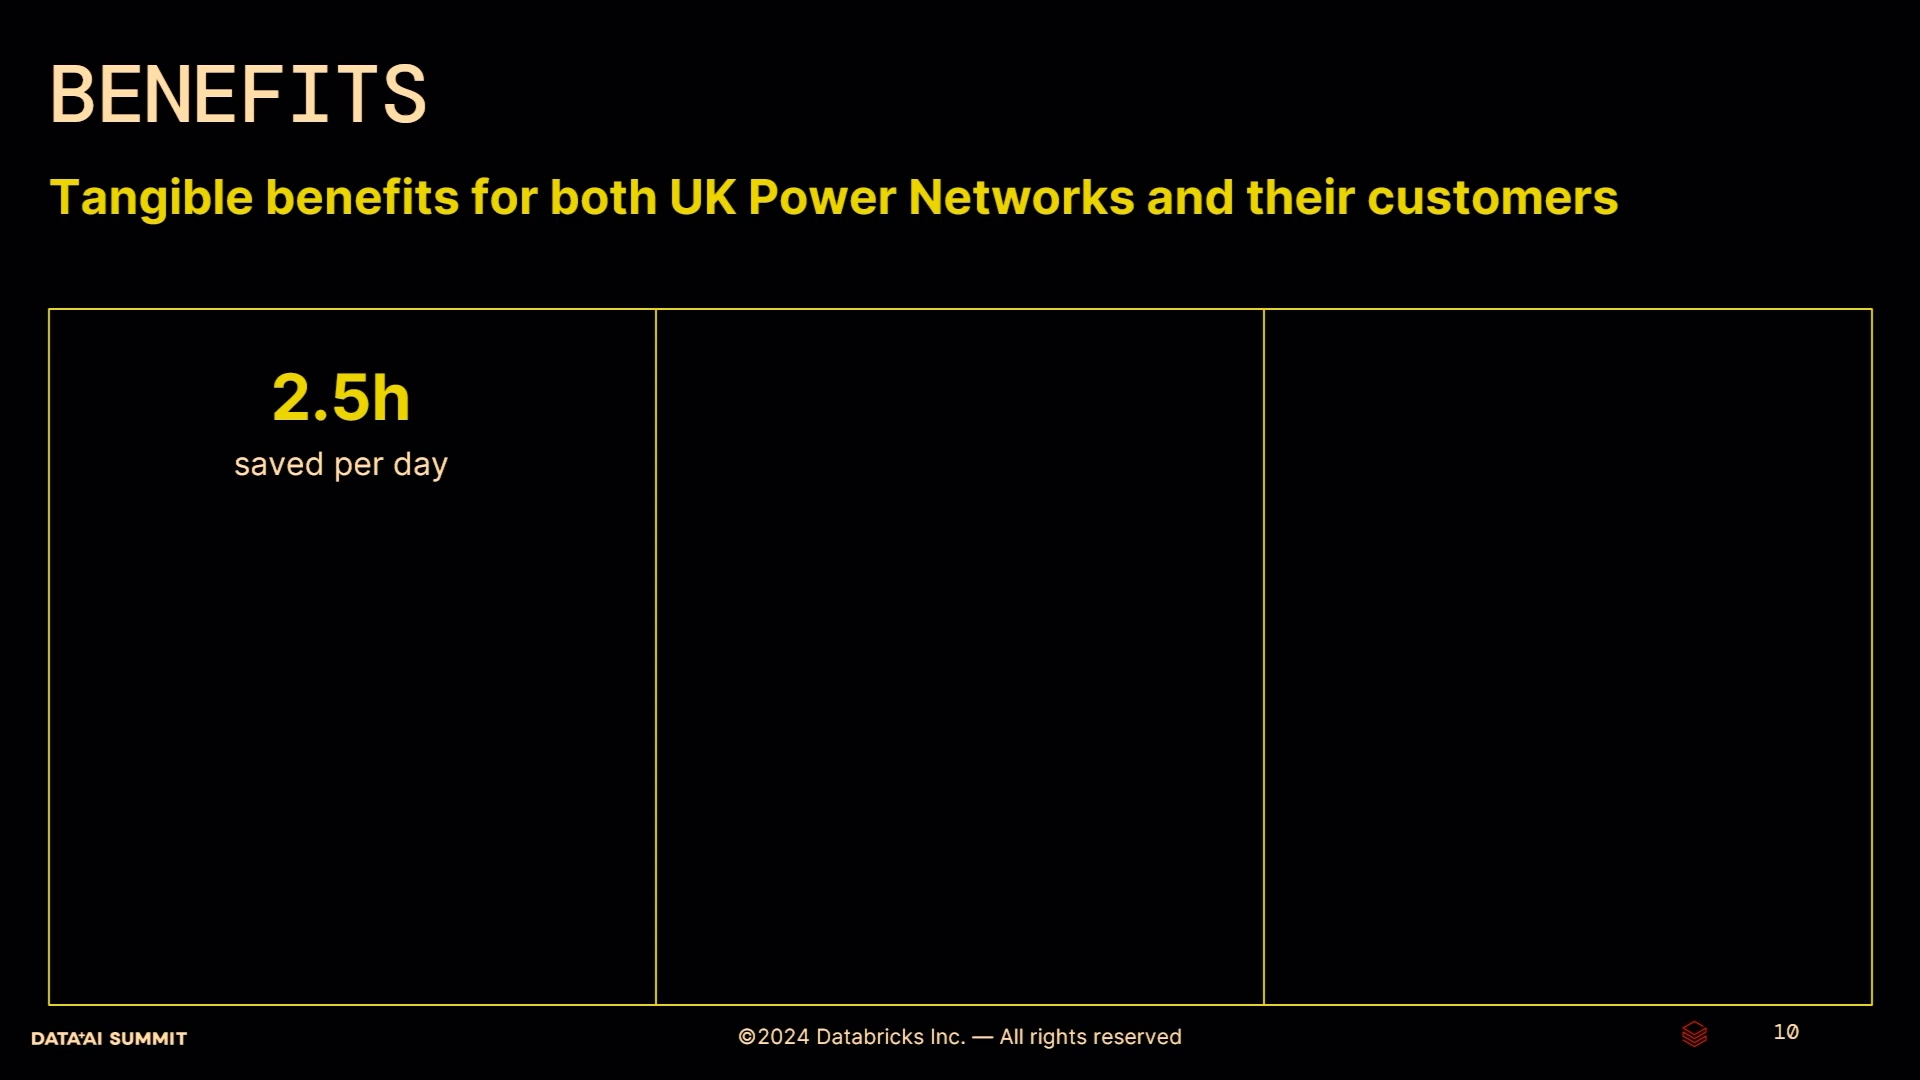 BENEFITS
Tangible benefits for both UK Power Networks and their customers
2.5h
saved per day
DATA+AI SUMMIT
©2024 Databricks Inc. — All rights reserved
10